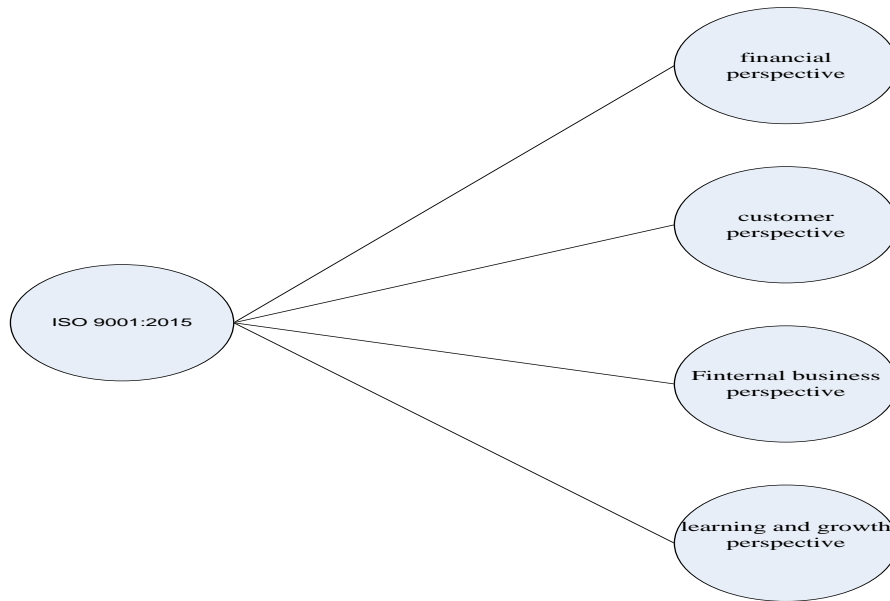 financial
perspective
customer
perspective
ISO 9001:2015
Finternal business
perspective
learning and growth
perspective